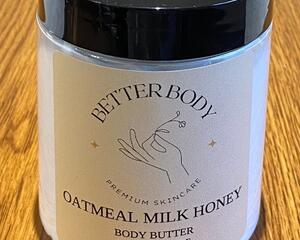 BETTER BODY
PREMIUM SKINCARE
OATMEAL MILK HONEY
BODY BUTTER